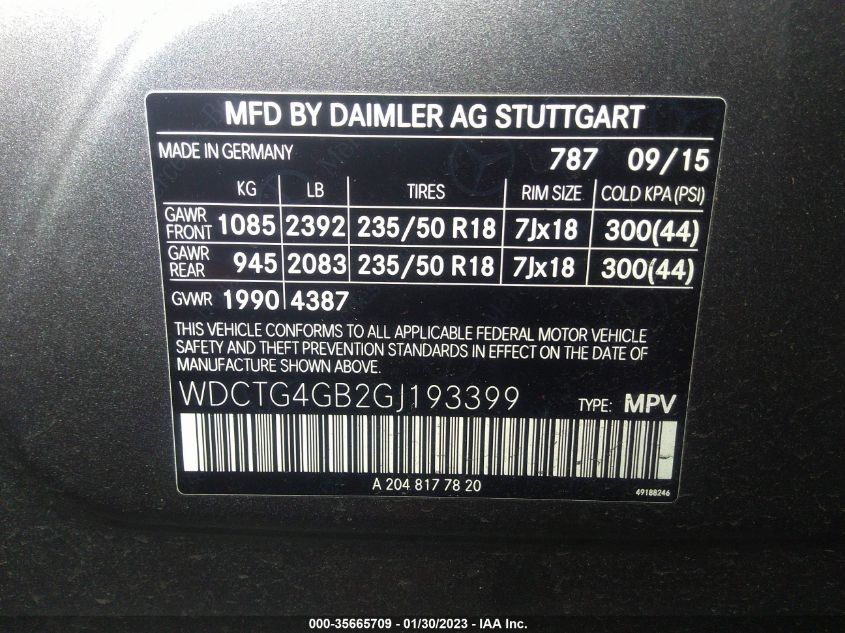 MFD BY DAIMLER AG STUTTGART
MADE IN GERMANY 787 09/15
KG LB TIRES RIM SIZE COLD KPA (PSI)
GAWR FRONT 1085 2392 235/50 R18 7Jx18 300(44)
GAWR REAR 945 2083 235/50 R18 7Jx18 300(44)
GVWR 1990 4387
THIS VEHICLE CONFORMS TO ALL APPLICABLE FEDERAL MOTOR VEHICLE
SAFETY AND THEFT PREVENTION STANDARDS IN EFFECT ON THE DATE OF
MANUFACTURE SHOWN ABOVE.
WDCTG4GB2GJ193399 TYPE: MPV
A 204 817 78 20
49188246
000-35665709 - 01/30/2023 - IAA Inc.